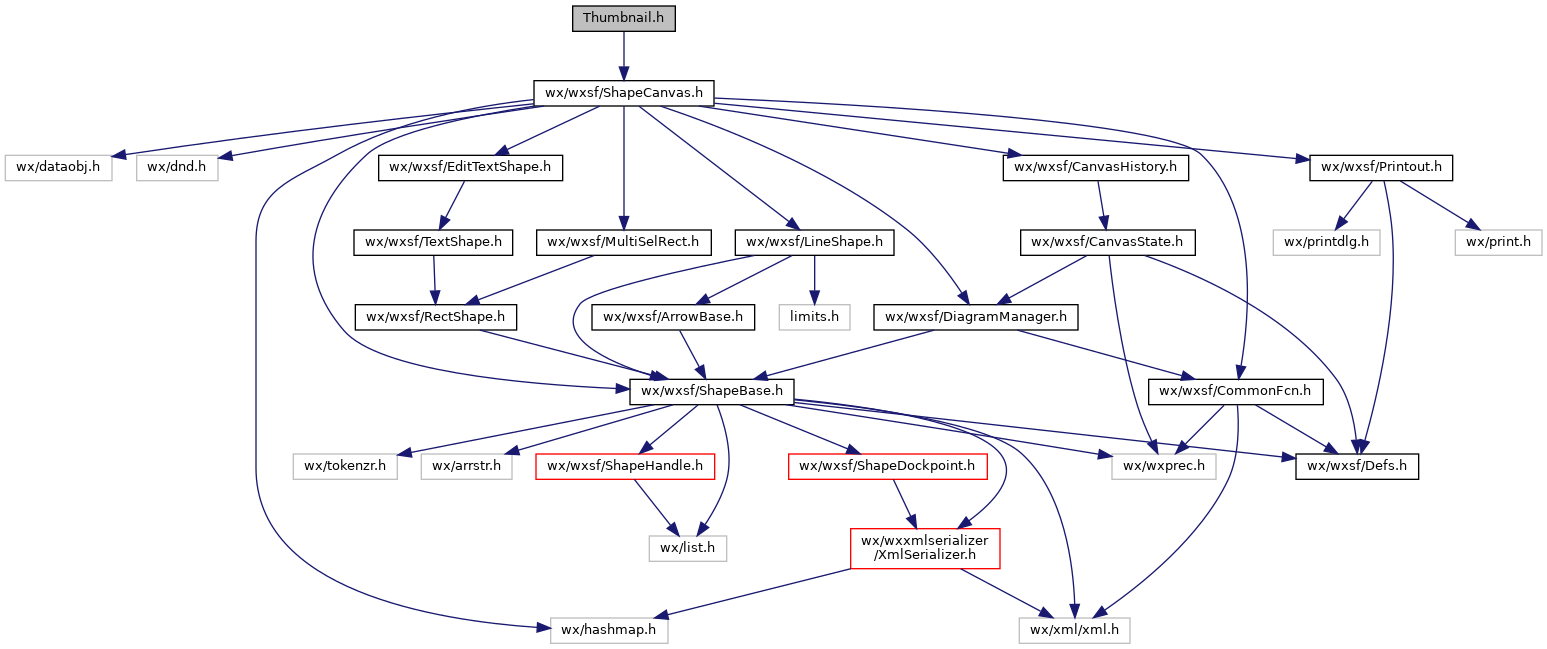 Thumbnail.h
wx/wxsf/ShapeCanvas.h
wx/dataobj.h
wx/dnd.h
wx/wxsf/EditTextShape.h
wx/wxsf/CanvasHistory.h
wx/wxsf/Printout.h
wx/wxsf/TextShape.h
wx/wxsf/MultiSelRect.h
wx/wxsf/LineShape.h
wx/wxsf/CanvasState.h
wx/printdlg.h
wx/print.h
wx/wxsf/RectShape.h
wx/wxsf/ArrowBase.h
limits.h
wx/wxsf/DiagramManager.h
wx/wxsf/ShapeBase.h
wx/wxsf/CommonFcn.h
wx/tokenzr.h
wx/arrstr.h
wx/wxsf/ShapeHandle.h
wx/wxsf/ShapeDockpoint.h
wx/wxprec.h
wx/wxsf/Defs.h
wx/list.h
wx/wxxmlserializer
/XmlSerializer.h
wx/hashmap.h
wx/xml/xml.h